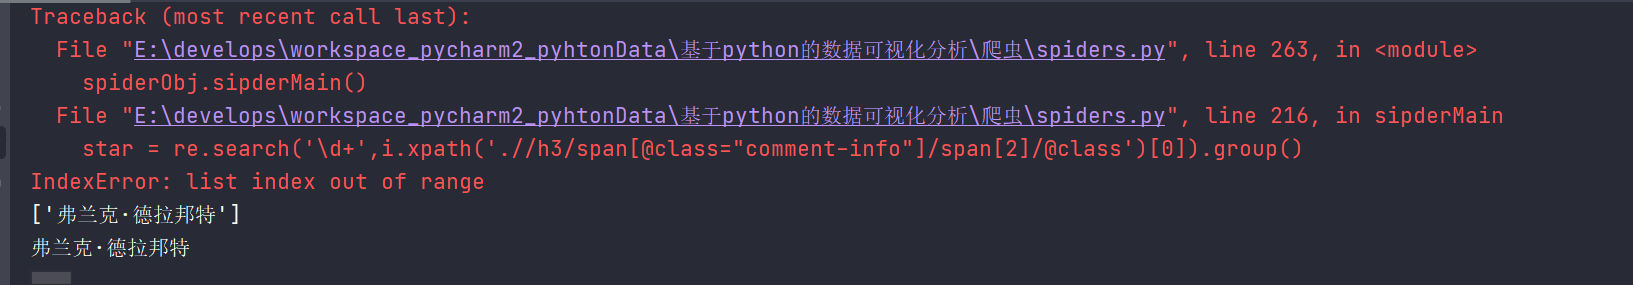 Traceback (most recent call last):
File "E:\develops\workspace_pycharm2_pyhtonData\基于python的数据可视化分析\爬虫\spiders.py", line 263, in <module>
spiderObj.sipderMain()
File "E:\develops\workspace_pycharm2_pyhtonData\基于python的数据可视化分析\爬虫\spiders.py", line 216, in sipderMain
star = re.search('\d+',i.xpath('.//h3/span[@class="comment-info"]/span[2]/@class')[0]).group()
IndexError: list index out of range
['弗兰克·德拉邦特']
弗兰克·德拉邦特